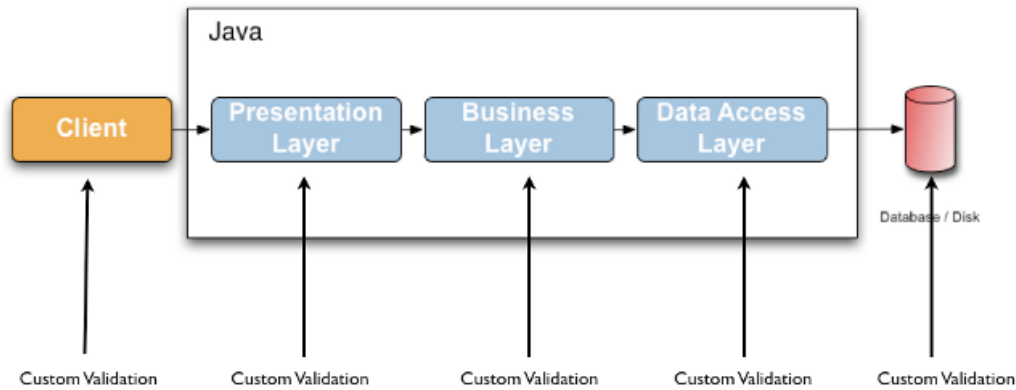 Java
Client
Presentation
Layer
Business
Layer
Data Access
Layer
Database / Disk
Custom Validation
Custom Validation
Custom Validation
Custom Validation
Custom Validation